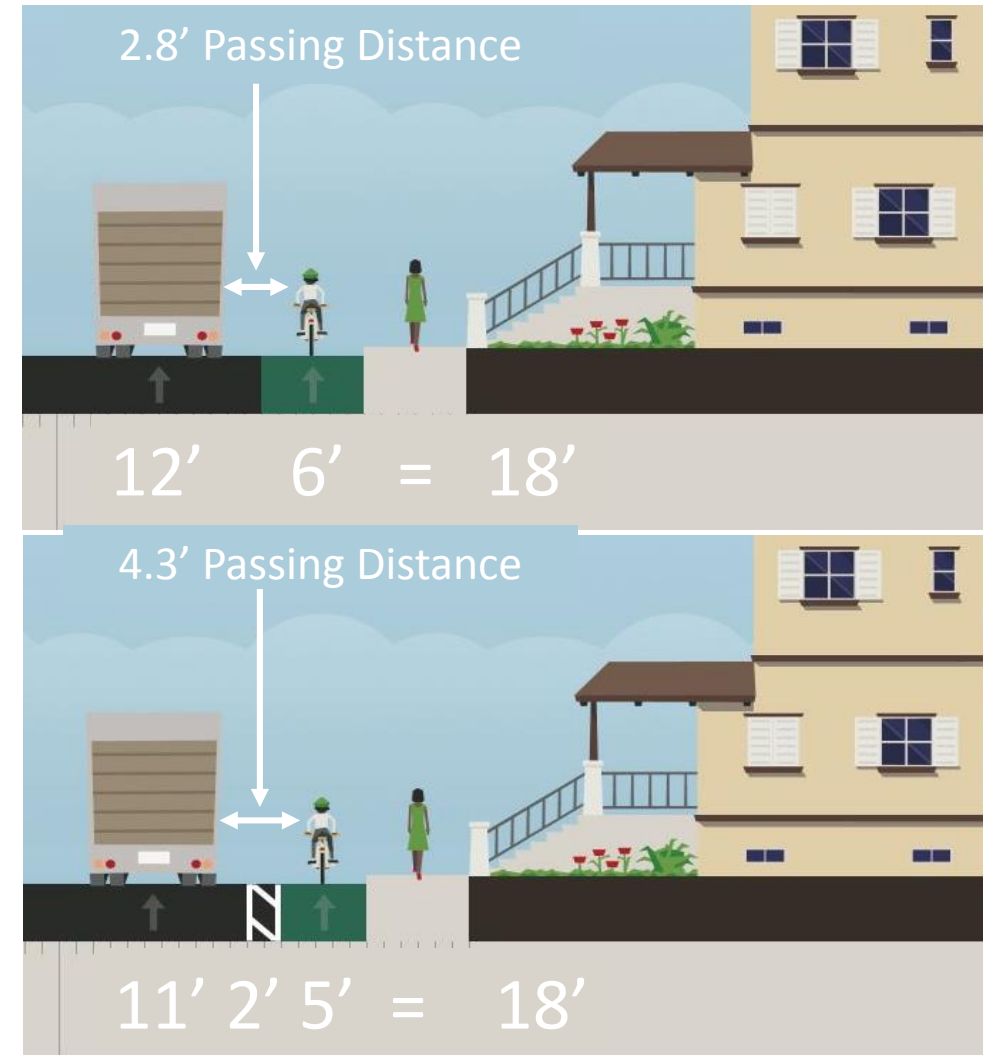 2.8’ Passing Distance
12’ 6’ = 18’
4.3’ Passing Distance
11’ 2’ 5’ = 18’